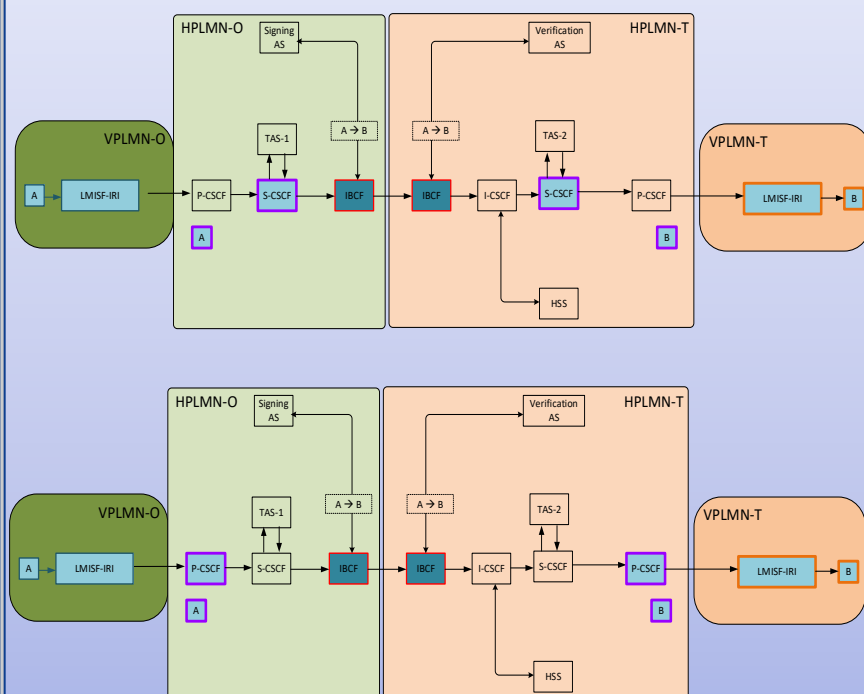 HPLMN-O
HPLMN-T
Signing
AS
Verification
AS
A → B
A → B
VPLMN-O
TAS-1
TAS-2
VPLMN-T
A
LMISF-IRI
P-CSCF
S-CSCF
IBCF
IBCF
I-CSCF
S-CSCF
P-CSCF
LMISF-IRI
B
A
B
HSS
HPLMN-O
HPLMN-T
Signing
AS
Verification
AS
A → B
A → B
VPLMN-O
TAS-1
TAS-2
VPLMN-T
A
LMISF-IRI
P-CSCF
S-CSCF
IBCF
IBCF
I-CSCF
S-CSCF
P-CSCF
LMISF-IRI
B
A
B
HSS